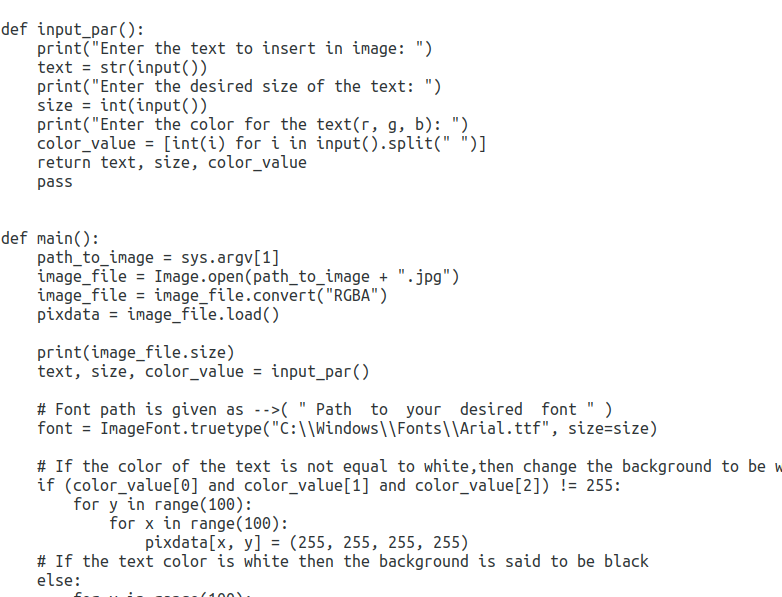 def input_par():
    print("Enter the text to insert in image: ")
    text = str(input())
    print("Enter the desired size of the text: ")
    size = int(input())
    print("Enter the color for the text(r, g, b): ")
    color_value = [int(i) for i in input().split(" ")]
    return text, size, color_value
    pass
def main():
    path_to_image = sys.argv[1]
    image_file = Image.open(path_to_image + ".jpg")
    image_file = image_file.convert("RGBA")
    pixdata = image_file.load()
    print(image_file.size)
    text, size, color_value = input_par()
    # Font path is given as -->( " Path  to  your  desired  font " )
    font = ImageFont.truetype("C:\\Windows\\Fonts\\Arial.ttf", size=size)
    # If the color of the text is not equal to white,then change the background to be
    if (color_value[0] and color_value[1] and color_value[2]) != 255:
        for y in range(100):
            for x in range(100):
                pixdata[x, y] = (255, 255, 255, 255)
    # If the text color is white then the background is said to be black
    else: